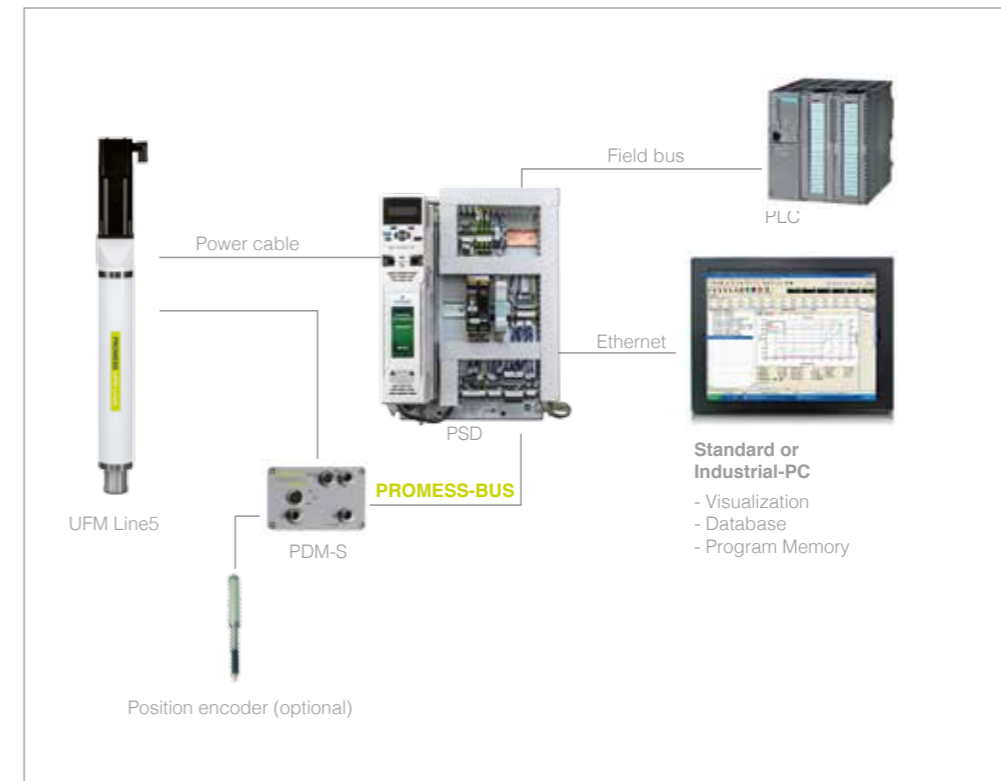 Field bus
PLC
Power cable
Ethernet
PSD
PROMESS
PROMESS-BUS
Standard or
Industrial-PC
- Visualization
- Database
- Program Memory
UFM Line5
PDM-S
Position encoder (optional)